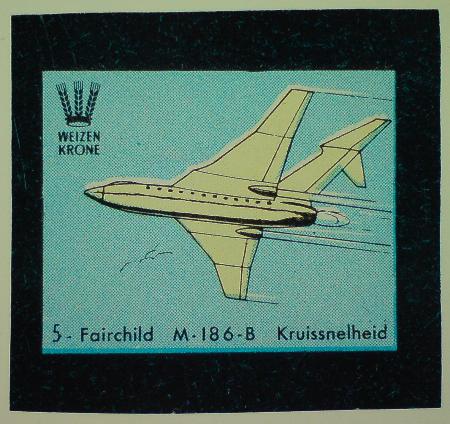 WEIZEN
KRONE
5- Fairchild M-186-B Kruissnelheid